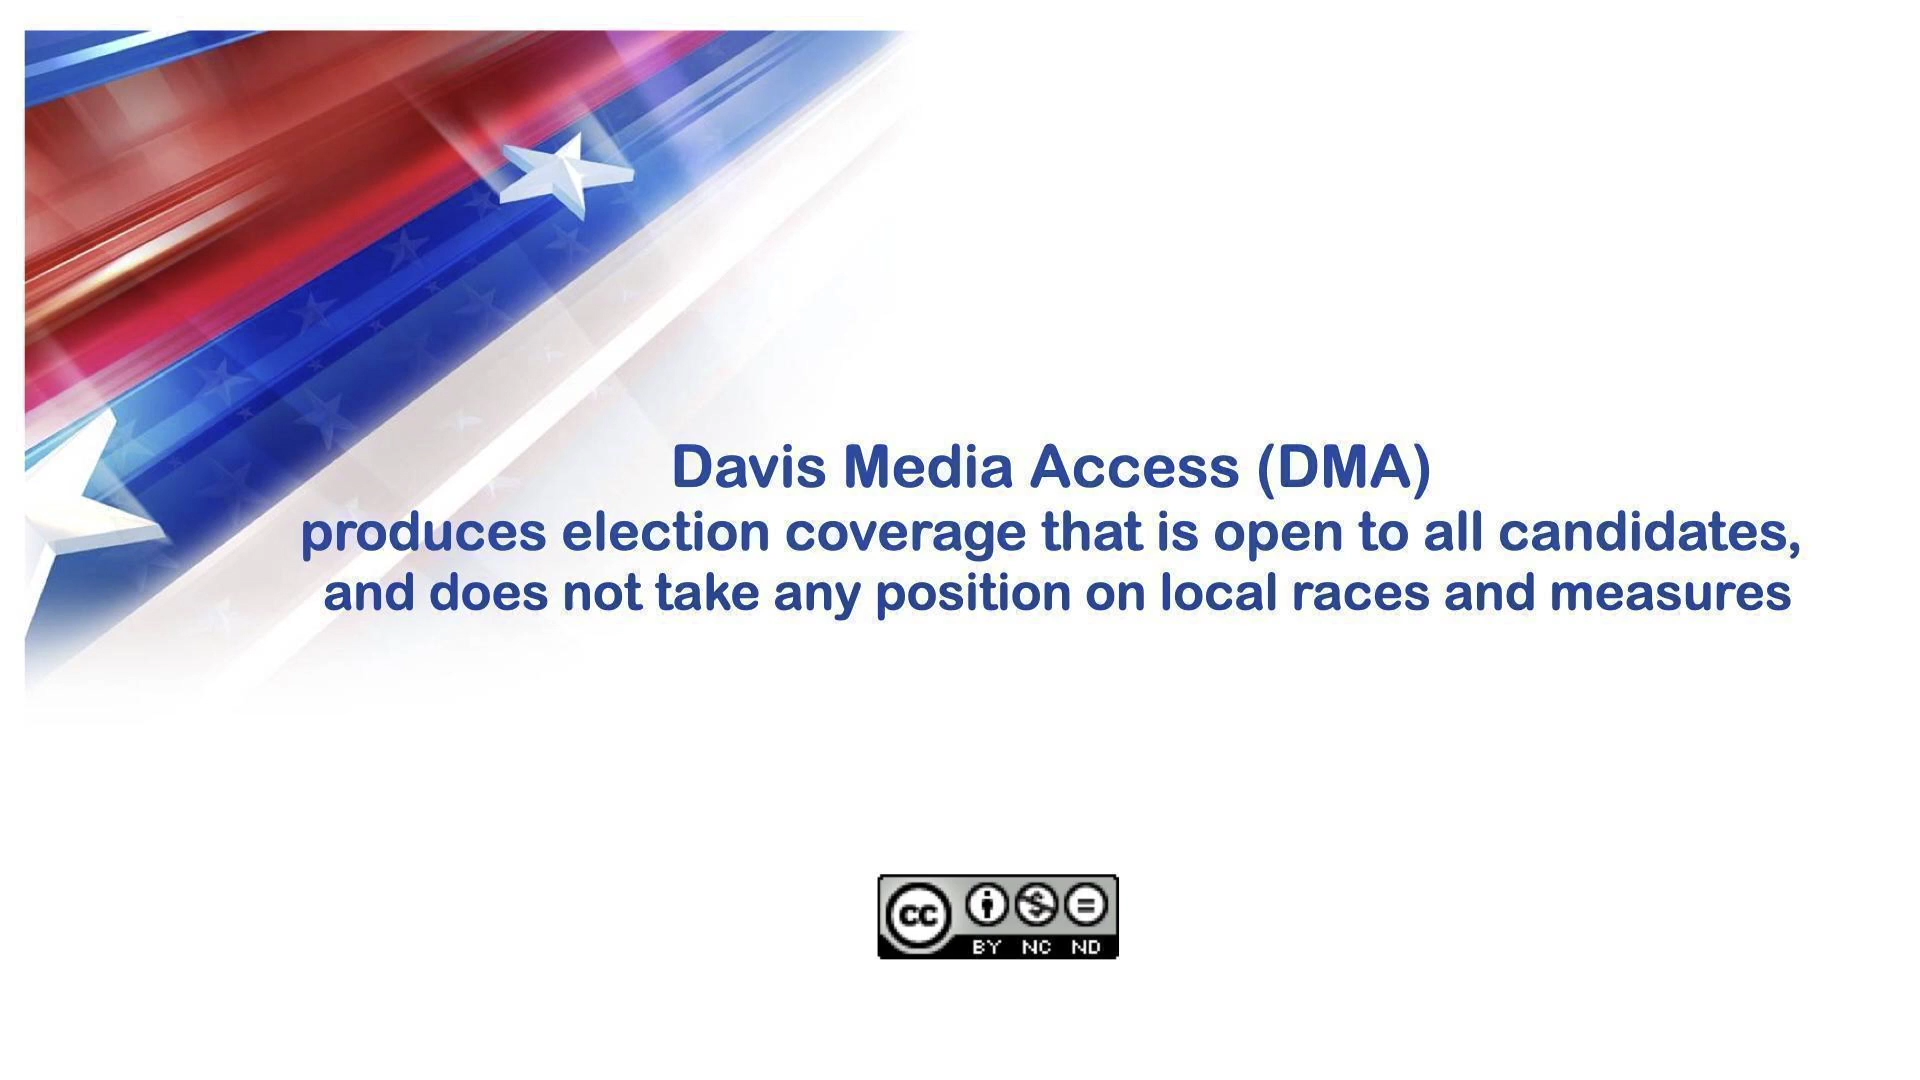 Davis Media Access (DMA)
produces election coverage that is open to all candidates,
and does not take any position on local races and measures
cc
BY NC ND